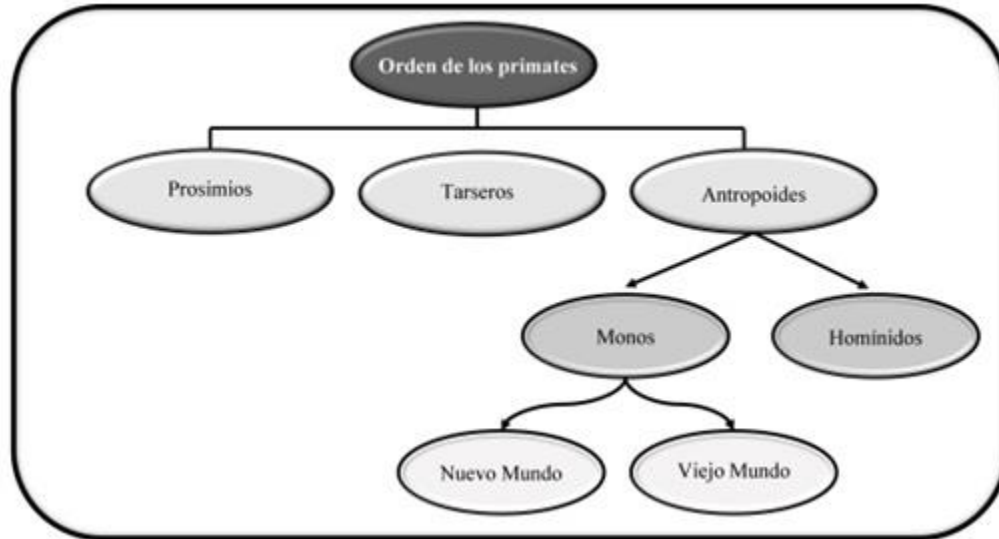 Orden de los primates
Prosimios
Tarseros
Antropoides
Monos
Homínidos
Nuevo Mundo
Viejo Mundo